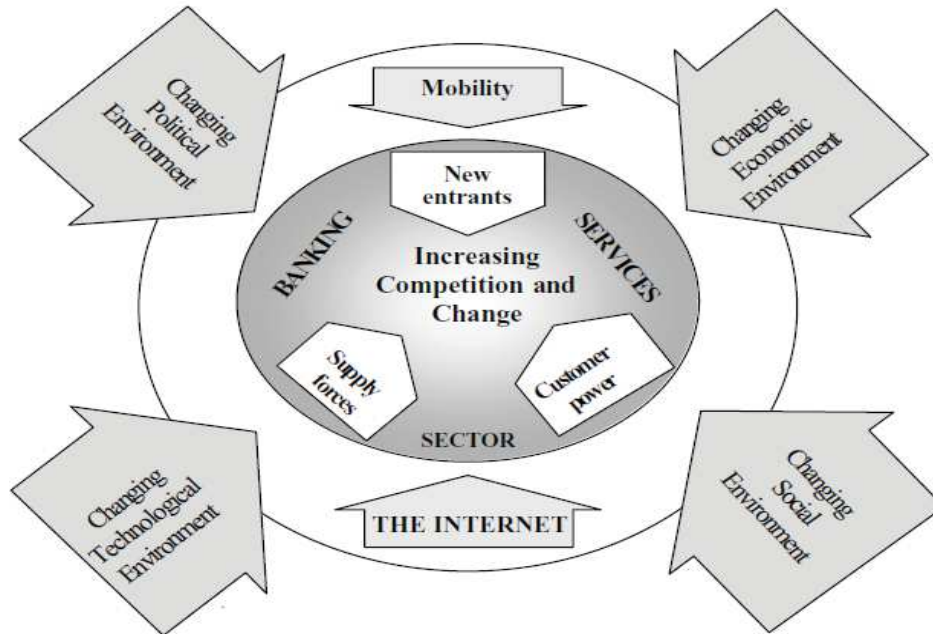 Changing
Political
Environment
Mobility
Changing
Economic
Environment
New
entrants
BANKING
SERVICES
Increasing
Competition and
Change
Supply
forces
Customer
power
SECTOR
Changing
Technological
Environment
THE INTERNET
Changing
Social
Environment